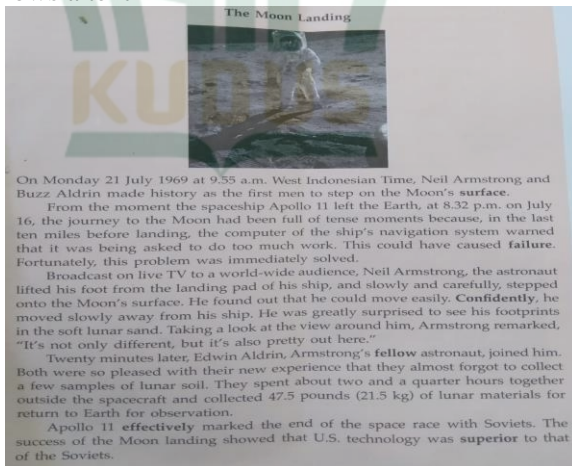 The Moon Landing
KUDUS
On Monday 21 July 1969 at 9.55 a.m. West Indonesian Time, Neil Armstrong and
Buzz Aldrin made history as the first men to step on the Moon's surface.
From the moment the spaceship Apollo 11 left the Earth, at 8.32 p.m. on July
16, the journey to the Moon had been full of tense moments because, in the last
ten miles before landing, the computer of the ship's navigation system warned
that it was being asked to do too much work. This could have caused failure.
Fortunately, this problem was immediately solved.
Broadcast on live TV to a world-wide audience, Neil Armstrong, the astronaut
lifted his foot from the landing pad of his ship, and slowly and carefully, stepped
onto the Moon's surface. He found out that he could move easily. Confidently, he
moved slowly away from his ship. He was greatly surprised to see his footprints
in the soft lunar sand. Taking a look at the view around him, Armstrong remarked,
"It's not only different, but it's also pretty out here."
Twenty minutes later, Edwin Aldrin, Armstrong's fellow astronaut, joined him.
Both were so pleased with their new experience that they almost forgot to collect
a few samples of lunar soil. They spent about two and a quarter hours together
outside the spacecraft and collected 47.5 pounds (21.5 kg) of lunar materials for
return to Earth for observation.
Apollo 11 effectively marked the end of the space race with Soviets. The
success of the Moon landing showed that U.S. technology was superior to that
of the Soviets.